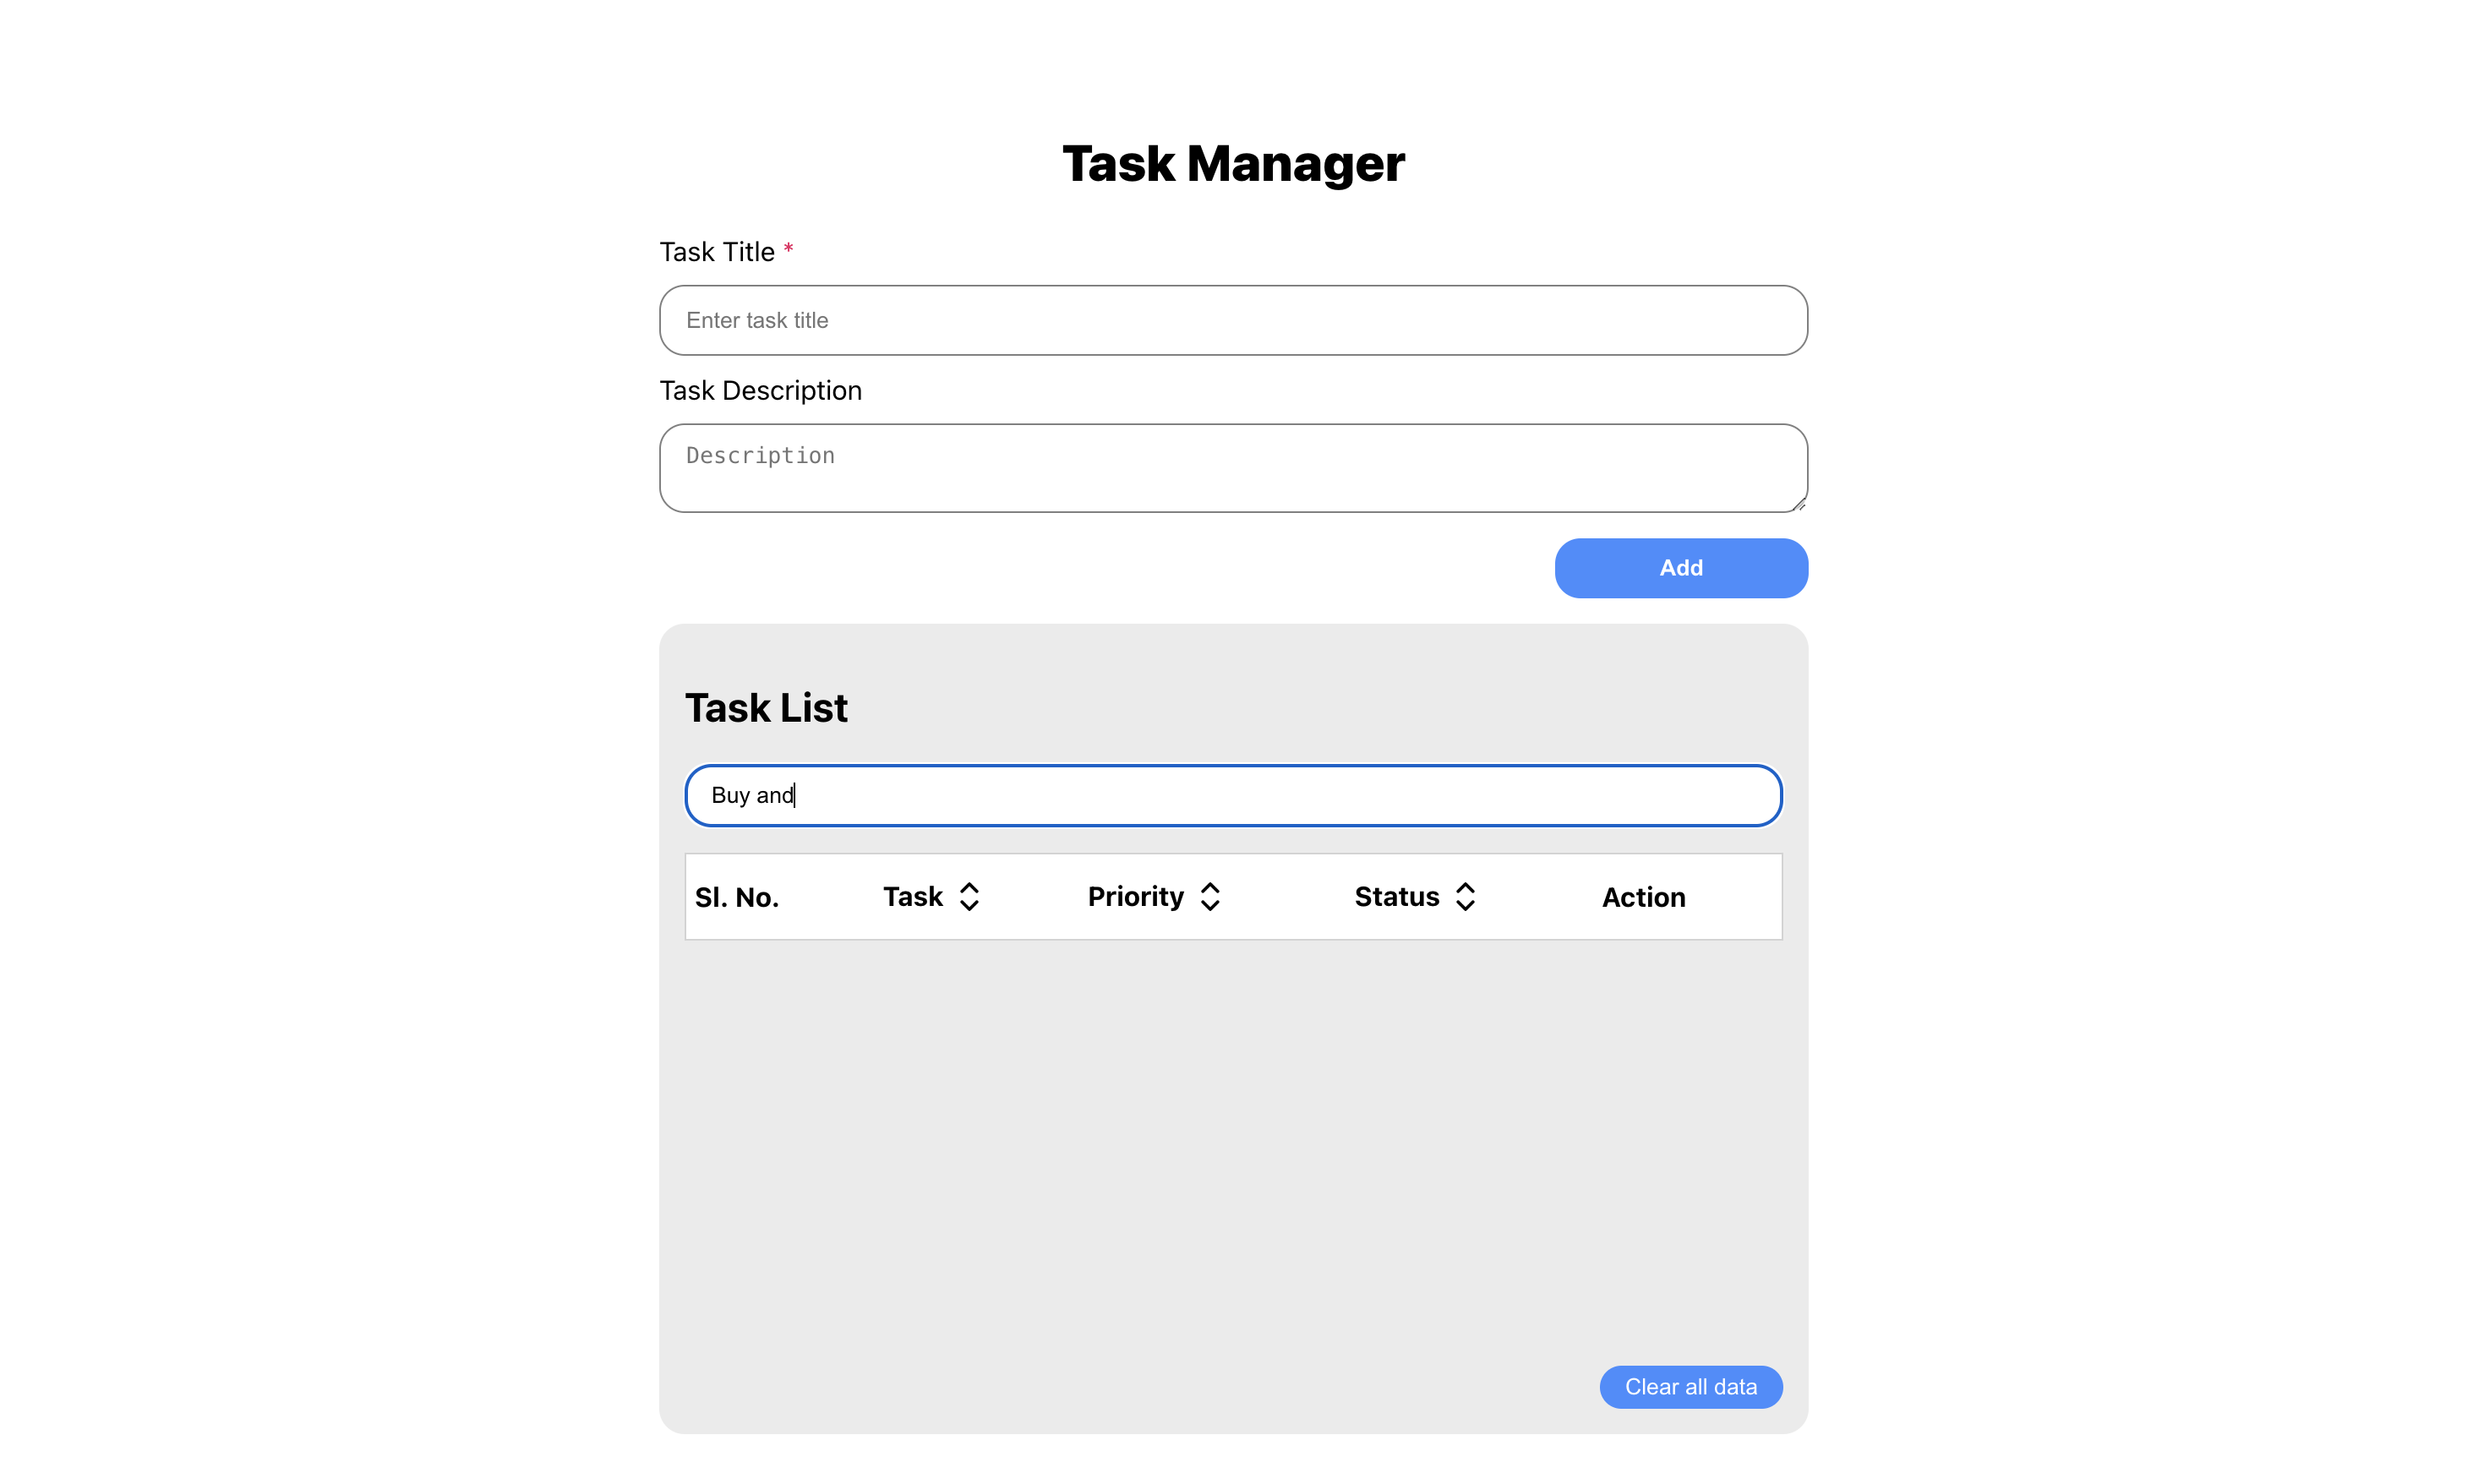 Task Manager
Task Title *
Enter task title
Task Description
Description
Add
Task List
Buy and
Sl. No. Task Priority Status Action
Clear all data